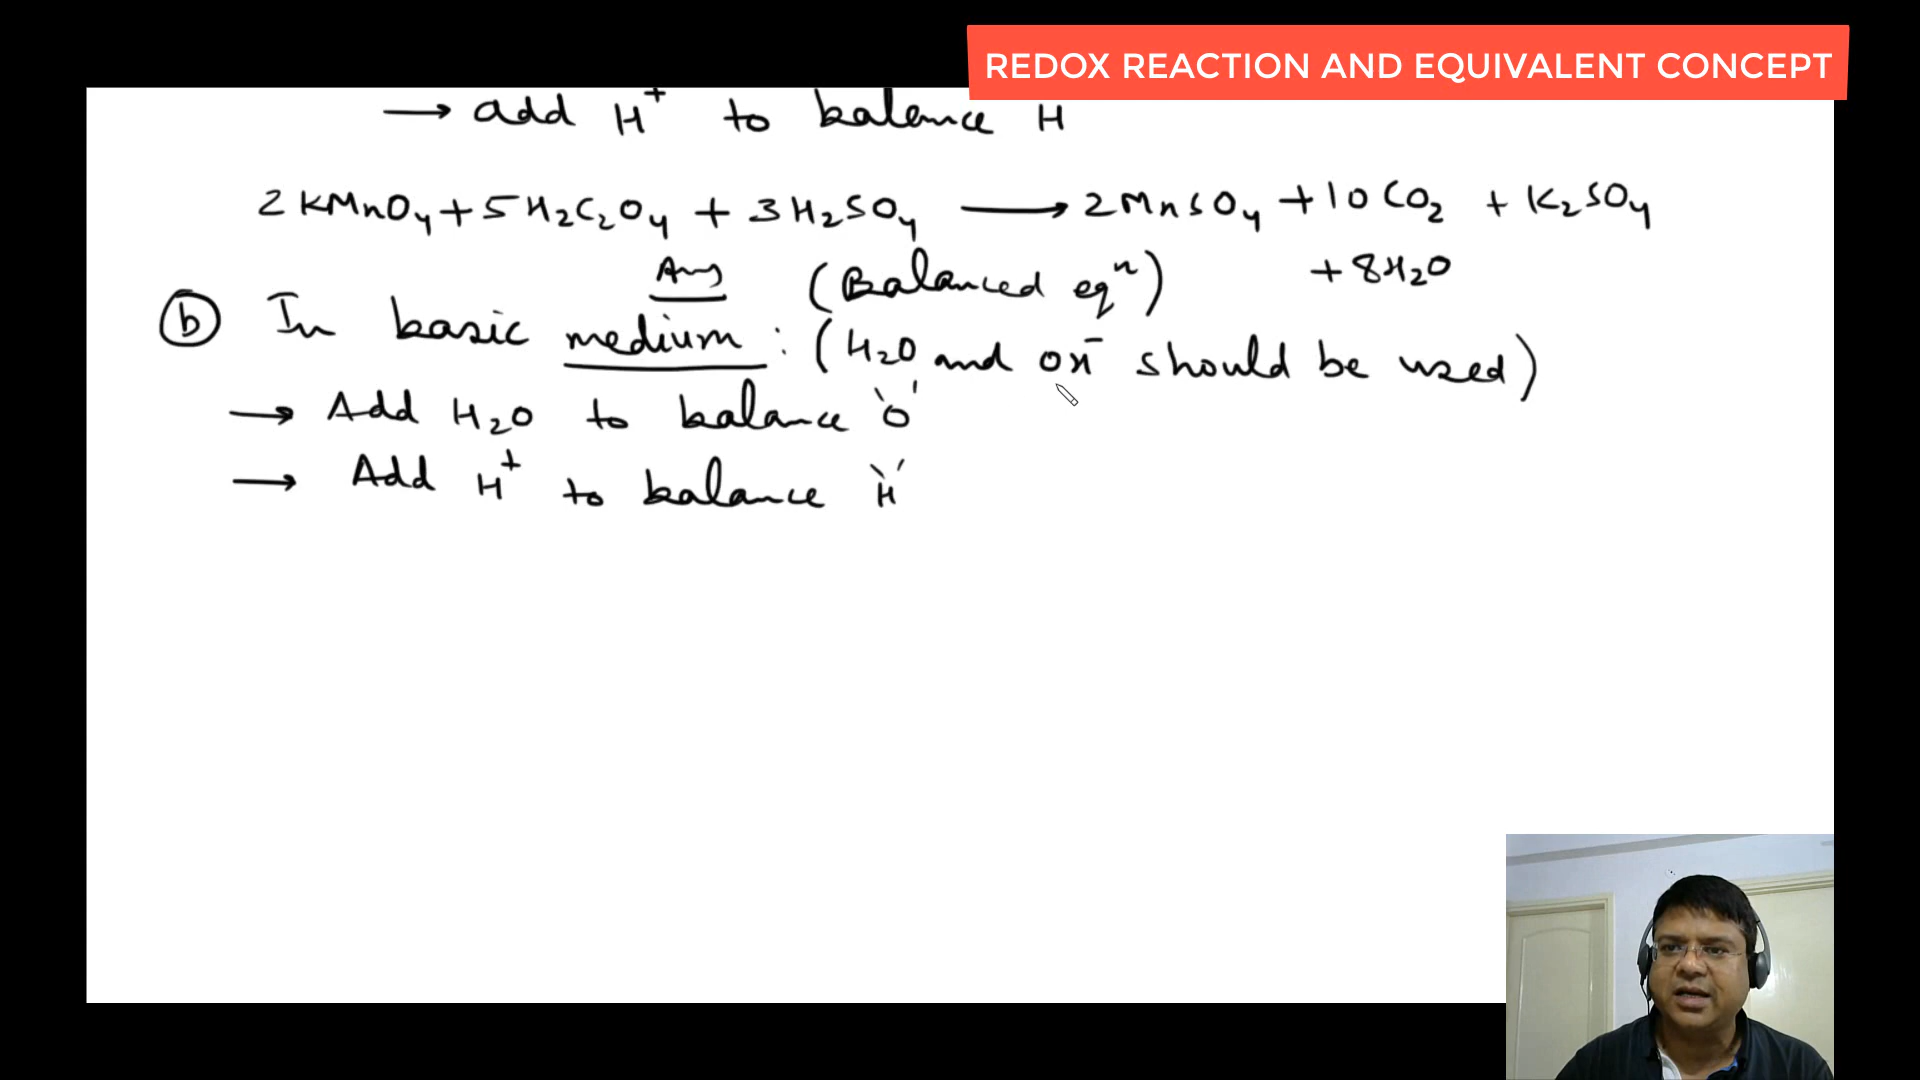 REDOX REACTION AND EQUIVALENT CONCEPT
→ add H⁺ to balance H
2KMnO₄ + 5H₂C₂O₄ + 3H₂SO₄ → 2MnSO₄ + 10CO₂ + K₂SO₄
+ 8H₂O
Ans (Balanced eqⁿ)
(b) In basic medium : (H₂O and OH⁻ should be used)
→ Add H₂O to balance 'O'
→ Add H⁺ to balance 'H'